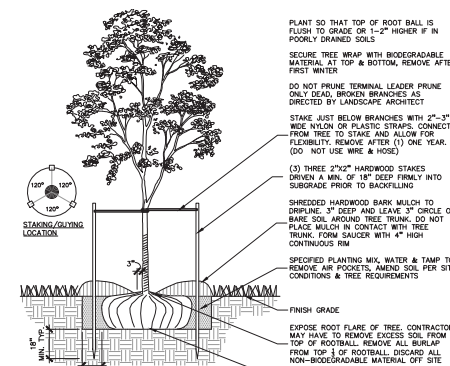 PLANT SO THAT TOP OF ROOT BALL IS
FLUSH TO GRADE OR 1-2" HIGHER IF IN
POORLY DRAINED SOILS
SECURE TREE WRAP WITH BIODEGRADABLE
MATERIAL AT TOP & BOTTOM, REMOVE AFTE
FIRST WINTER
DO NOT PRUNE TERMINAL LEADER PRUNE
ONLY DEAD, BROKEN BRANCHES AS
DIRECTED BY LANDSCAPE ARCHITECT
STAKE JUST BELOW BRANCHES WITH 2"-3"
WIDE NYLON OR PLASTIC STRAPS. CONNECT
FROM TREE TO STAKE AND ALLOW FOR
FLEXIBILITY. REMOVE AFTER (1) ONE YEAR.
(DO NOT USE WIRE & HOSE)
(3) THREE 2"X2" HARDWOOD STAKES
DRIVEN A MIN. OF 18" DEEP FIRMLY INTO
SUBGRADE PRIOR TO BACKFILLING
120°
120°
120°
STAKING/GUYING
LOCATION
SHREDDED HARDWOOD BARK MULCH TO
DRIPLINE. 3" DEEP AND LEAVE 3" CIRCLE O
BARE SOIL AROUND TREE TRUNK. DO NOT
PLACE MULCH IN CONTACT WITH TREE
TRUNK. FORM SAUCER WITH 4" HIGH
CONTINUOUS RIM
3"
SPECIFIED PLANTING MIX, WATER & TAMP TO
REMOVE AIR POCKETS, AMEND SOIL PER SIT
CONDITIONS & TREE REQUIREMENTS
FINISH GRADE
18"
MIN. TYP.
EXPOSE ROOT FLARE OF TREE. CONTRACTO
MAY HAVE TO REMOVE EXCESS SOIL FROM
TOP OF ROOTBALL. REMOVE ALL BURLAP
FROM TOP ⅓ OF ROOTBALL. DISCARD ALL
NON-BIODEGRADABLE MATERIAL OFF SITE